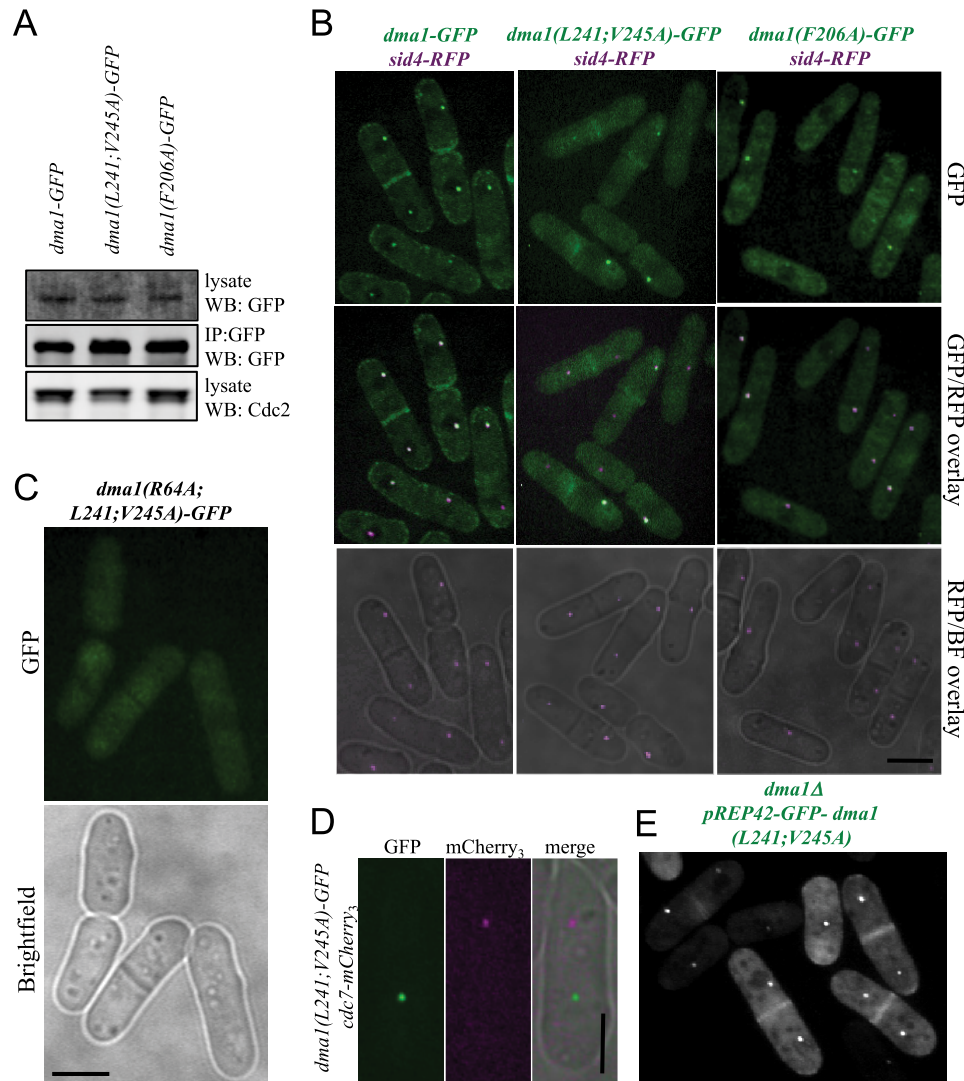 A
dma1-GFP
dma1(L241;V245A)-GFP
dma1(F206A)-GFP
lysate
WB: GFP
IP:GFP
WB: GFP
lysate
WB: Cdc2
B
dma1-GFP
sid4-RFP
dma1(L241;V245A)-GFP
sid4-RFP
dma1(F206A)-GFP
sid4-RFP
GFP
GFP/RFP overlay
RFP/BF overlay
C
dma1(R64A;
L241;V245A)-GFP
GFP
Brightfield
D
GFP
mCherry₃
merge
dma1(L241;V245A)-GFP
cdc7-mCherry₃
E
dma1Δ
pREP42-GFP- dma1
(L241;V245A)